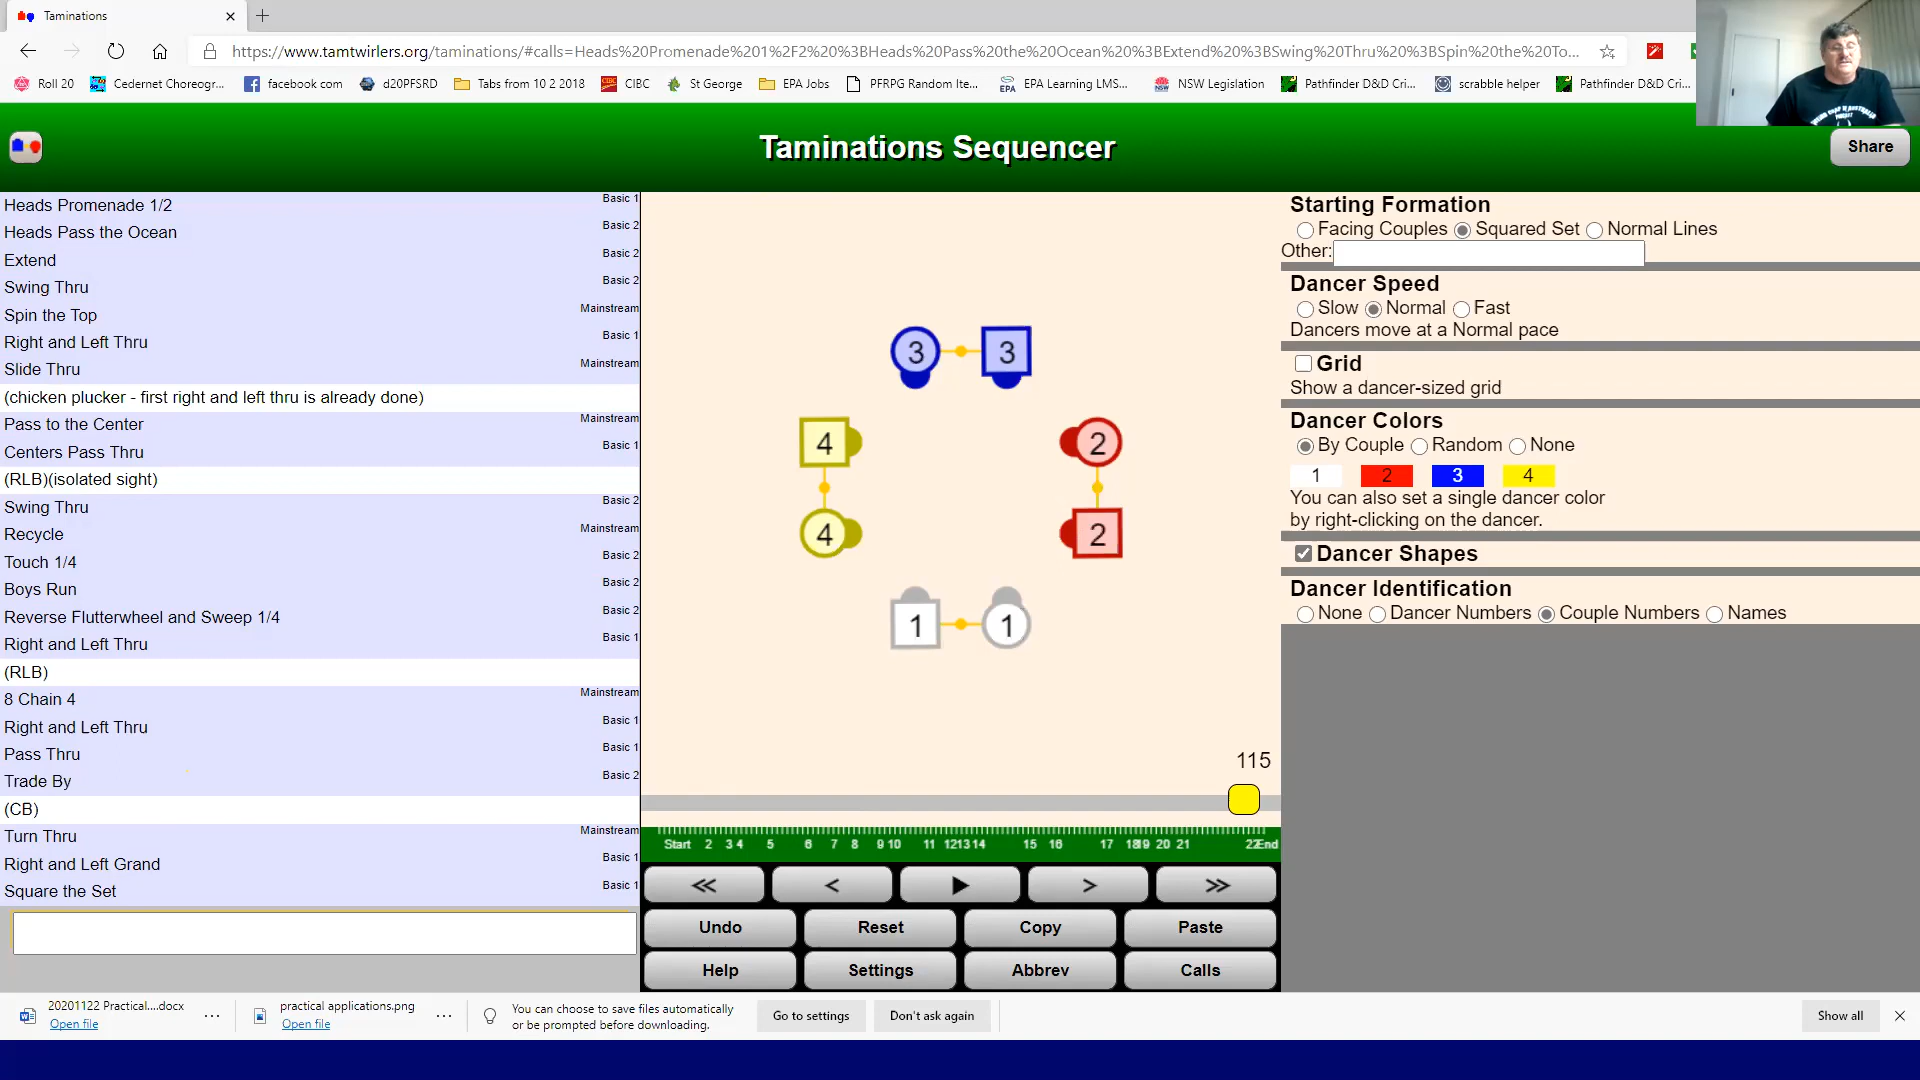 Taminations
https://www.tamtwirlers.org/taminations/#calls=Heads%20Promenade%201%2F2%20%3BHeads%20Pass%20the%20Ocean%20%3BExtend%20%3BSwing%20Thru%20%3BSpin%20the%20To...
Roll 20
Cedernet Choreogr...
facebook com
d20PFSRD
Tabs from 10 2 2018
CIBC
St George
EPA Jobs
PFRPG Random Ite...
EPA Learning LMS...
NSW Legislation
Pathfinder D&D Cri...
scrabble helper
Pathfinder D&D Cri...
Taminations Sequencer
Share
Heads Promenade 1/2 Basic 1
Heads Pass the Ocean Basic 2
Extend Basic 2
Swing Thru Basic 2
Spin the Top Mainstream
Right and Left Thru Basic 1
Slide Thru Mainstream
(chicken plucker - first right and left thru is already done)
Pass to the Center Mainstream
Centers Pass Thru Basic 1
(RLB)(isolated sight)
Swing Thru Basic 2
Recycle Mainstream
Touch 1/4 Basic 2
Boys Run Basic 2
Reverse Flutterwheel and Sweep 1/4 Basic 2
Right and Left Thru Basic 1
(RLB)
8 Chain 4 Mainstream
Right and Left Thru Basic 1
Pass Thru Basic 1
Trade By Basic 2
(CB)
Turn Thru Mainstream
Right and Left Grand Basic 1
Square the Set Basic 1
3 3
4 2
4 2
1 1
115
Start 2 3 4 5 6 7 8 9 10 11 12 13 14 15 16 17 18 19 20 21 22 End
<< < > >>
Undo Reset Copy Paste
Help Settings Abbrev Calls
Starting Formation
Facing Couples Squared Set Normal Lines
Other:
Dancer Speed
Slow Normal Fast
Dancers move at a Normal pace
Grid
Show a dancer-sized grid
Dancer Colors
By Couple Random None
1 2 3 4
You can also set a single dancer color
by right-clicking on the dancer.
Dancer Shapes
Dancer Identification
None Dancer Numbers Couple Numbers Names
20201122 Practical....docx
Open file
practical applications.png
Open file
You can choose to save files automatically
or be prompted before downloading.
Go to settings
Don't ask again
Show all